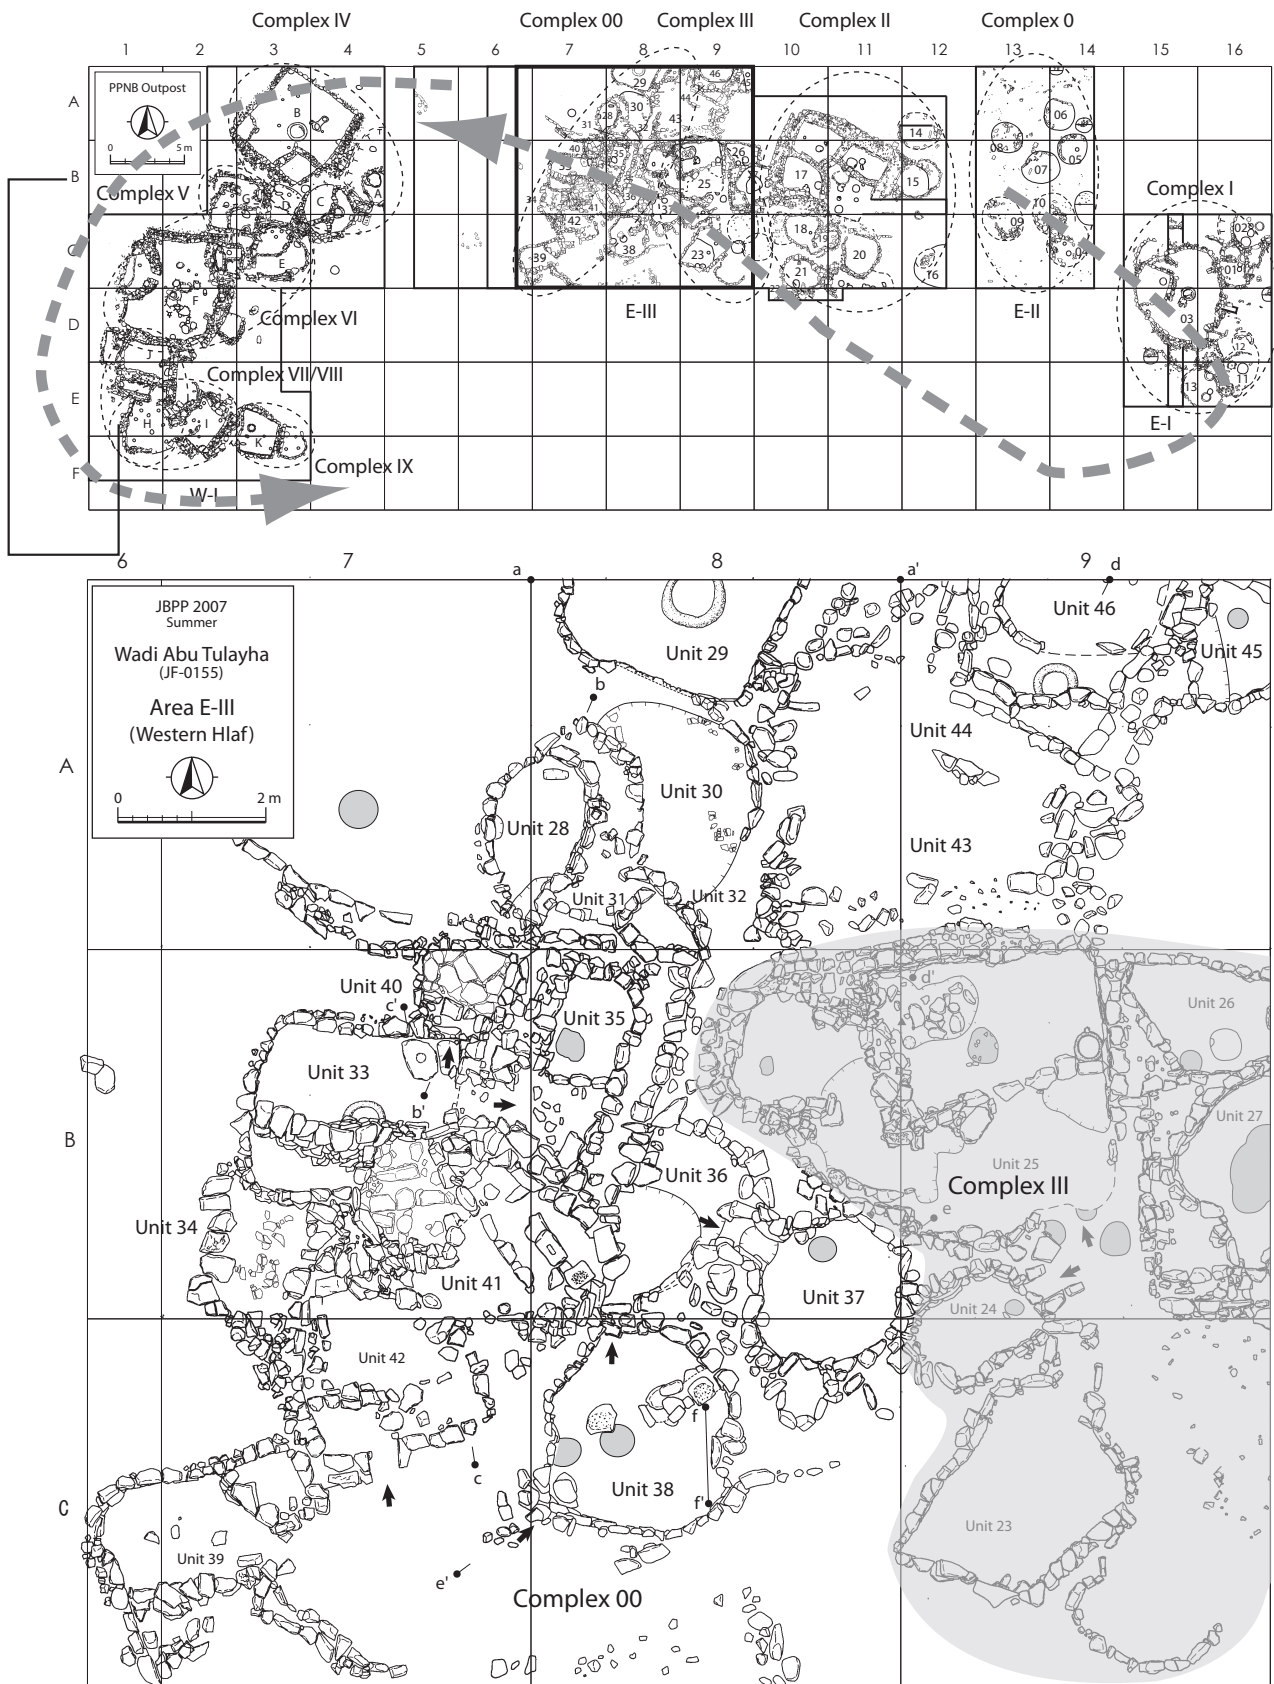 Complex IV
Complex 00
Complex III
Complex II
Complex 0
1 2 3 4 5 6 7 8 9 10 11 12 13 14 15 16
PPNB Outpost
0 5 m
A
B
C
D
E
F
Complex V
Complex VI
Complex VII/VIII
Complex IX
Complex I
W-I
E-III
E-II
E-I
B
G
D
C
A
E
F
J
H
I
K
29
46
45
30
44
28
43
31
32
40
35
26
25
34
42
37
38
39
23
14
17
15
18
19
20
21
16
06
08
05
07
10
09
04
02
01
03
12
11
13
6 7 a 8 a' 9 d
JBPP 2007
Summer
Wadi Abu Tulayha
(JF-0155)
Area E-III
(Western Hlaf)
0 2 m
A
B
C
Unit 46
Unit 45
Unit 29
b
Unit 44
Unit 30
Unit 28
Unit 43
Unit 31
Unit 32
Unit 40
d'
c'
Unit 35
Unit 26
Unit 33
b'
Unit 27
Unit 36
Unit 25
Complex III
Unit 34
e
Unit 41
Unit 37
Unit 24
Unit 42
f
c
Unit 38
f'
Unit 23
Unit 39
e'
Complex 00